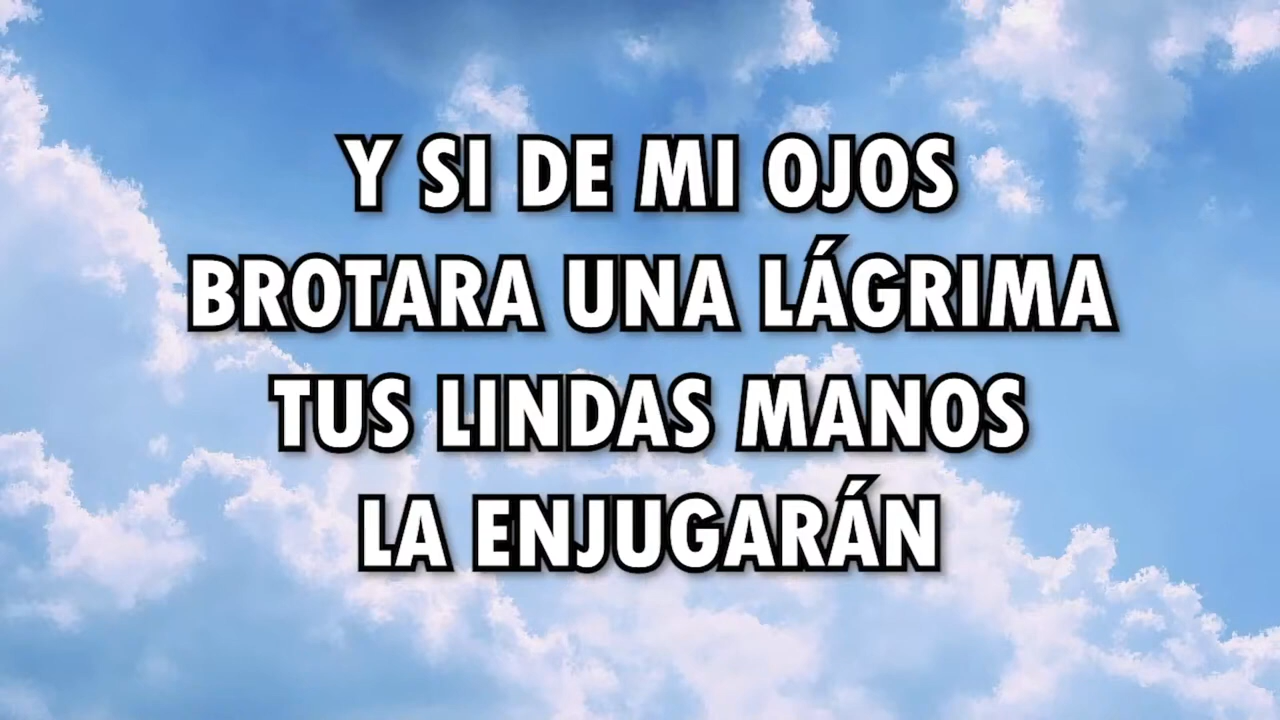 Y SI DE MI OJOS
BROTARA UNA LÁGRIMA
TUS LINDAS MANOS
LA ENJUGARÁN